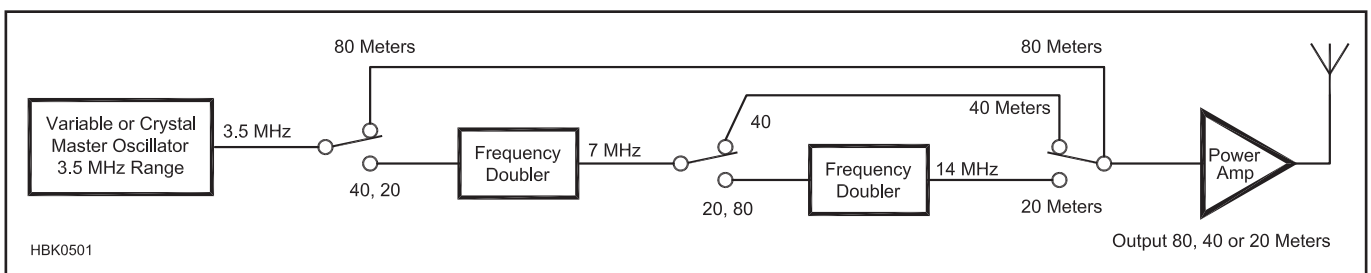 80 Meters
80 Meters
Variable or Crystal
Master Oscillator
3.5 MHz Range
3.5 MHz
40, 20
Frequency
Doubler
7 MHz
40
20, 80
Frequency
Doubler
14 MHz
40 Meters
20 Meters
Power
Amp
Output 80, 40 or 20 Meters
HBK0501